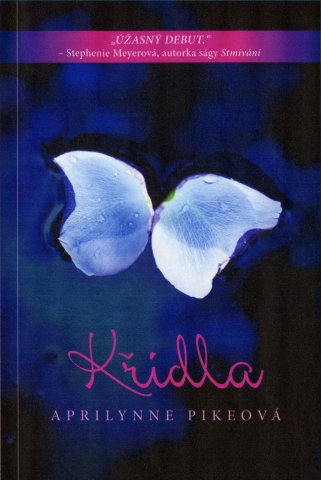 „ÚŽASNÝ DEBUT.“
– Stephenie Meyerová, autorka ságy Stmívání
Křídla
APRILYNNE PIKEOVÁ